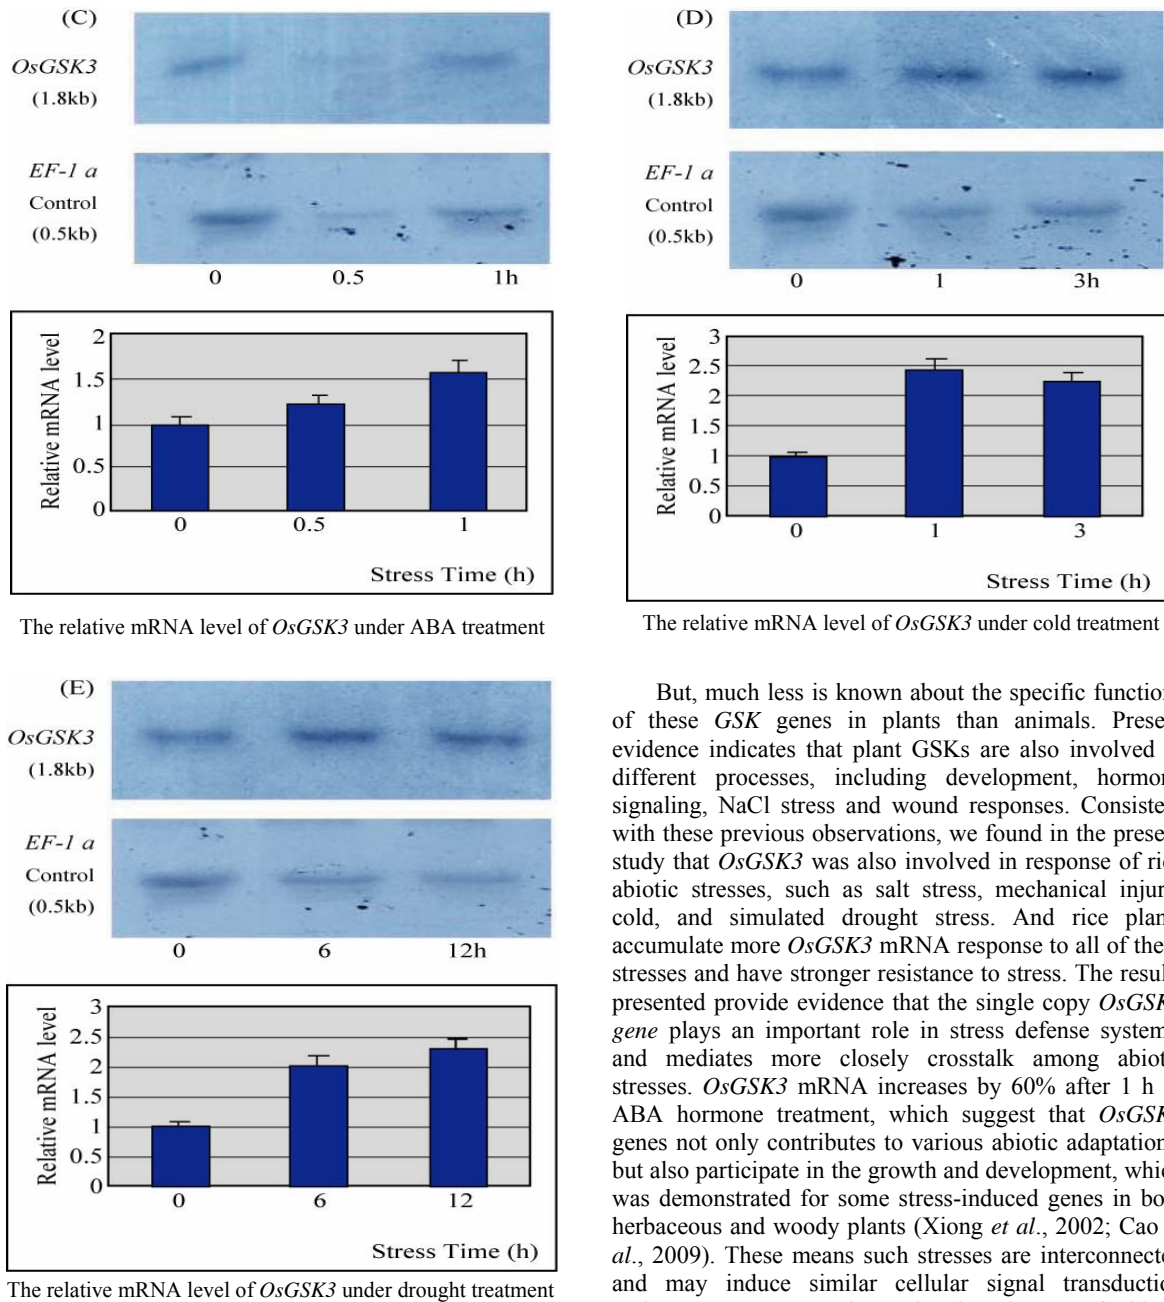 (C)
OsGSK3
(1.8kb)
EF-1 a
Control
(0.5kb)
0 0.5 1h
Relative mRNA level
2
1.5
1
0.5
0
0 0.5 1
Stress Time (h)
The relative mRNA level of OsGSK3 under ABA treatment
(D)
OsGSK3
(1.8kb)
EF-1 a
Control
(0.5kb)
0 1 3h
Relative mRNA level
3
2.5
2
1.5
1
0.5
0
0 1 3
Stress Time (h)
The relative mRNA level of OsGSK3 under cold treatment
(E)
OsGSK3
(1.8kb)
EF-1 a
Control
(0.5kb)
0 6 12h
Relative mRNA level
3
2.5
2
1.5
1
0.5
0
0 6 12
Stress Time (h)
The relative mRNA level of OsGSK3 under drought treatment
But, much less is known about the specific function
of these GSK genes in plants than animals. Prese
evidence indicates that plant GSKs are also involved
different processes, including development, hormon
signaling, NaCl stress and wound responses. Consiste
with these previous observations, we found in the prese
study that OsGSK3 was also involved in response of ric
abiotic stresses, such as salt stress, mechanical injur
cold, and simulated drought stress. And rice plan
accumulate more OsGSK3 mRNA response to all of the
stresses and have stronger resistance to stress. The resul
presented provide evidence that the single copy OsGSK
gene plays an important role in stress defense system
and mediates more closely crosstalk among abiot
stresses. OsGSK3 mRNA increases by 60% after 1 h
ABA hormone treatment, which suggest that OsGSK
genes not only contributes to various abiotic adaptation
but also participate in the growth and development, whic
was demonstrated for some stress-induced genes in bo
herbaceous and woody plants (Xiong et al., 2002; Cao
al., 2009). These means such stresses are interconnecte
and may induce similar cellular signal transductio